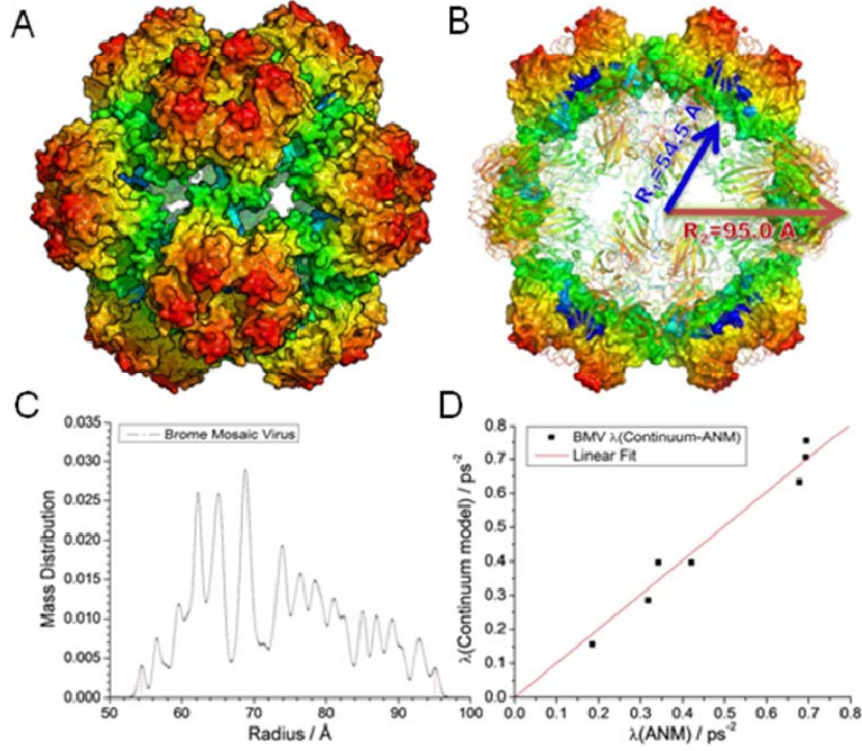 A
B
R₁=54.5 A
R₂=95.0 A
C
D
0.035
0.030
0.025
0.020
0.015
0.010
0.005
0.000
Mass Distribution
Brome Mosaic Virus
50 60 70 80 90 100
Radius / Å
0.8
0.7
0.6
0.5
0.4
0.3
0.2
0.1
0.0
λ(Continuum model) / ps⁻²
BMV λ(Continuum-ANM)
Linear Fit
0.0 0.1 0.2 0.3 0.4 0.5 0.6 0.7 0.8
λ(ANM) / ps⁻²